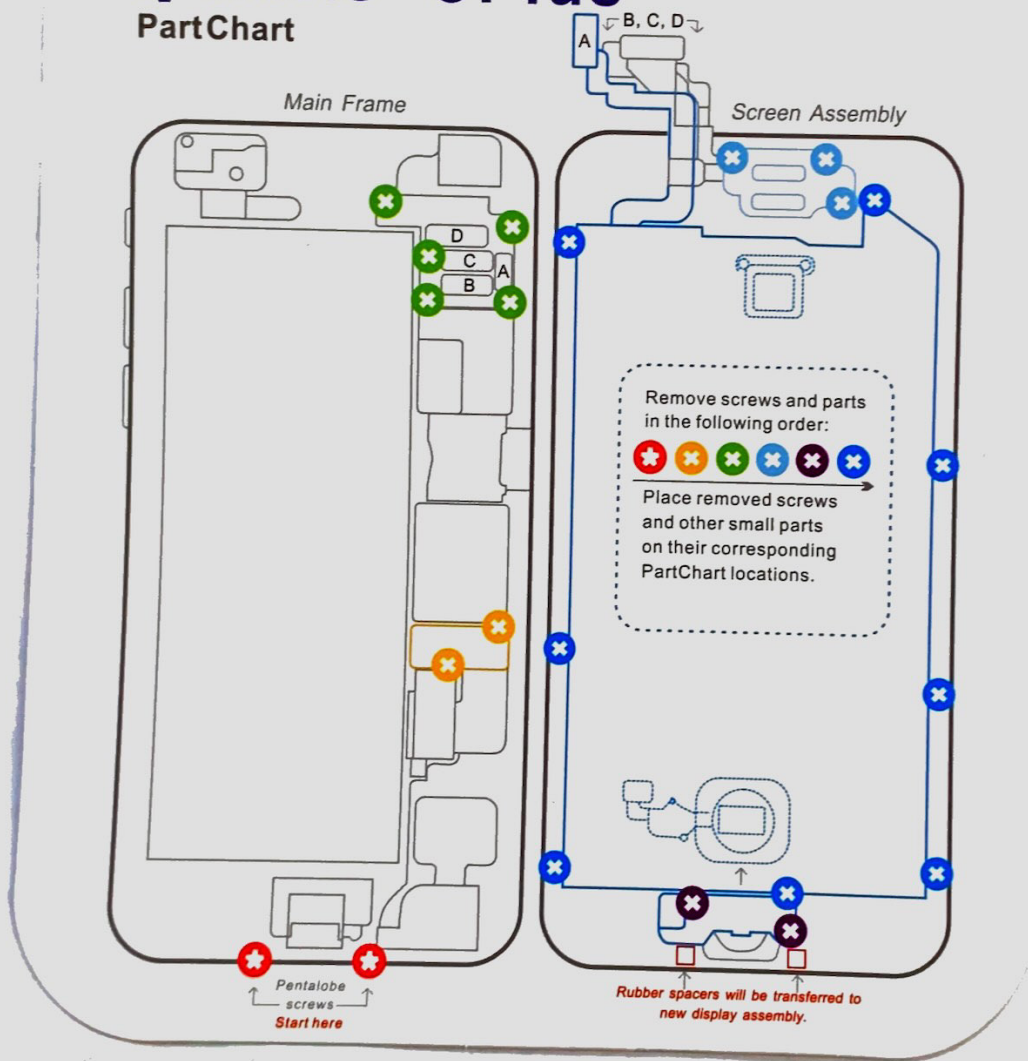 PartChart
A
B, C, D
Main Frame
Screen Assembly
D
C
A
B
Remove screws and parts
in the following order:
Place removed screws
and other small parts
on their corresponding
PartChart locations.
Pentalobe
screws
Start here
Rubber spacers will be transferred to
new display assembly.